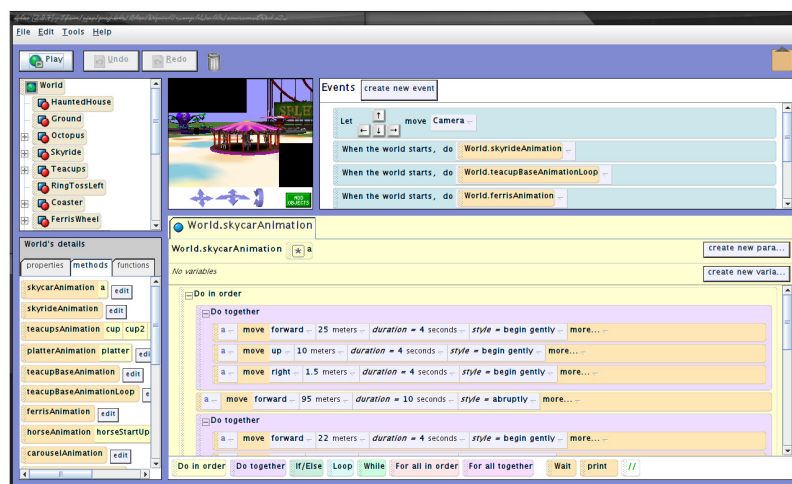 File Edit Tools Help
Play Undo Redo
World
HauntedHouse
Ground
Octopus
Skyride
Teacups
RingTossLeft
Coaster
FerrisWheel
ADD OBJECTS
Events create new event
Let move Camera
When the world starts, do World.skyrideAnimation
When the world starts, do World.teacupBaseAnimationLoop
When the world starts, do World.ferrisAnimation
World's details
properties methods functions
skycarAnimation a edit
skyrideAnimation edit
teacupsAnimation cup cup2
platterAnimation platter edi
teacupBaseAnimation edit
teacupBaseAnimationLoop e
ferrisAnimation edit
horseAnimation horseStartUp
carouselAnimation edit
World.skycarAnimation
World.skycarAnimation a create new para...
No variables create new varia...
Do in order
Do together
a move forward 25 meters duration = 4 seconds style = begin gently more...
a move up 10 meters duration = 4 seconds style = begin gently more...
a move right 1.5 meters duration = 4 seconds style = begin gently more...
a move forward 95 meters duration = 10 seconds style = abruptly more...
Do together
a move forward 22 meters duration = 4 seconds style = begin gently more...
Do in order Do together If/Else Loop While For all in order For all together Wait print //